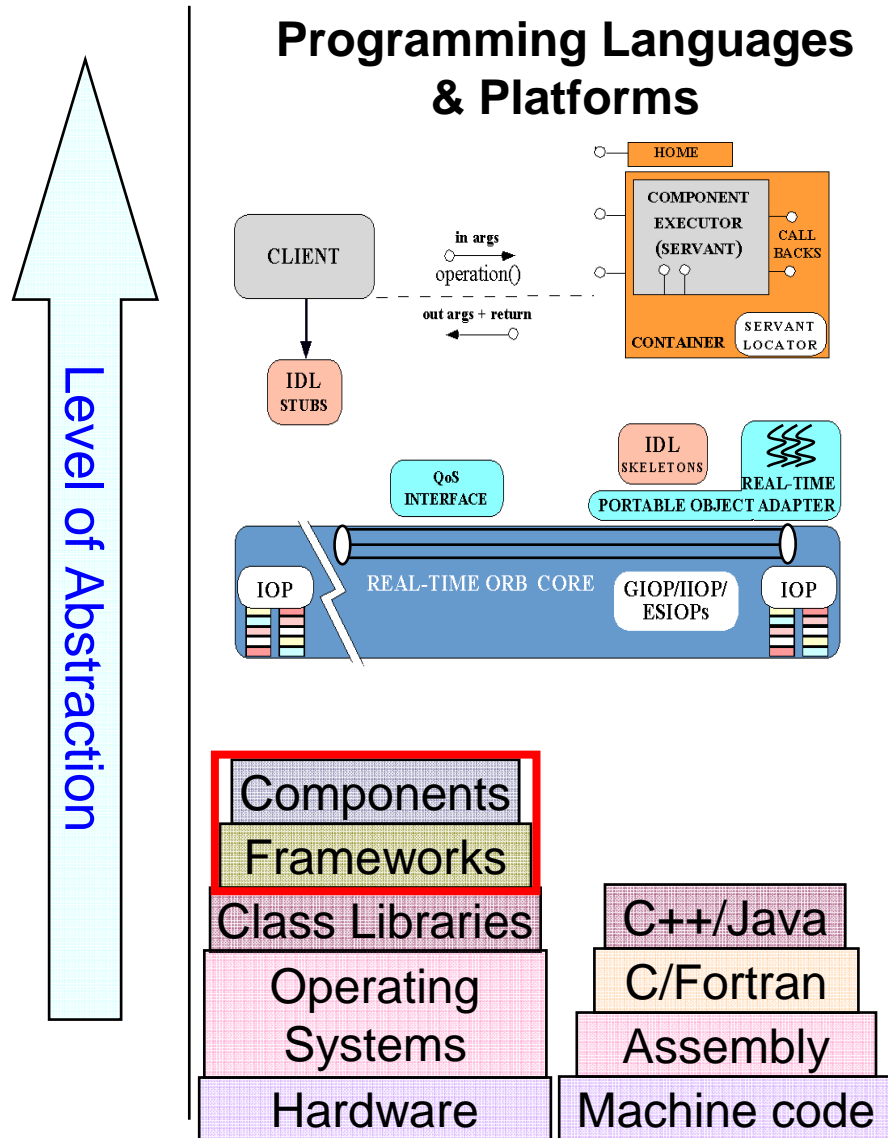 Programming Languages
& Platforms
Level of Abstraction
HOME
COMPONENT
EXECUTOR
(SERVANT)
CALL
BACKS
CLIENT
in args
operation()
out args + return
SERVANT
LOCATOR
CONTAINER
IDL
STUBS
IDL
SKELETONS
QoS
INTERFACE
REAL-TIME
PORTABLE OBJECT ADAPTER
IOP
REAL-TIME ORB CORE
GIOP/IIOP/
ESIOPs
IOP
Components
Frameworks
Class Libraries
Operating
Systems
Hardware
C++/Java
C/Fortran
Assembly
Machine code